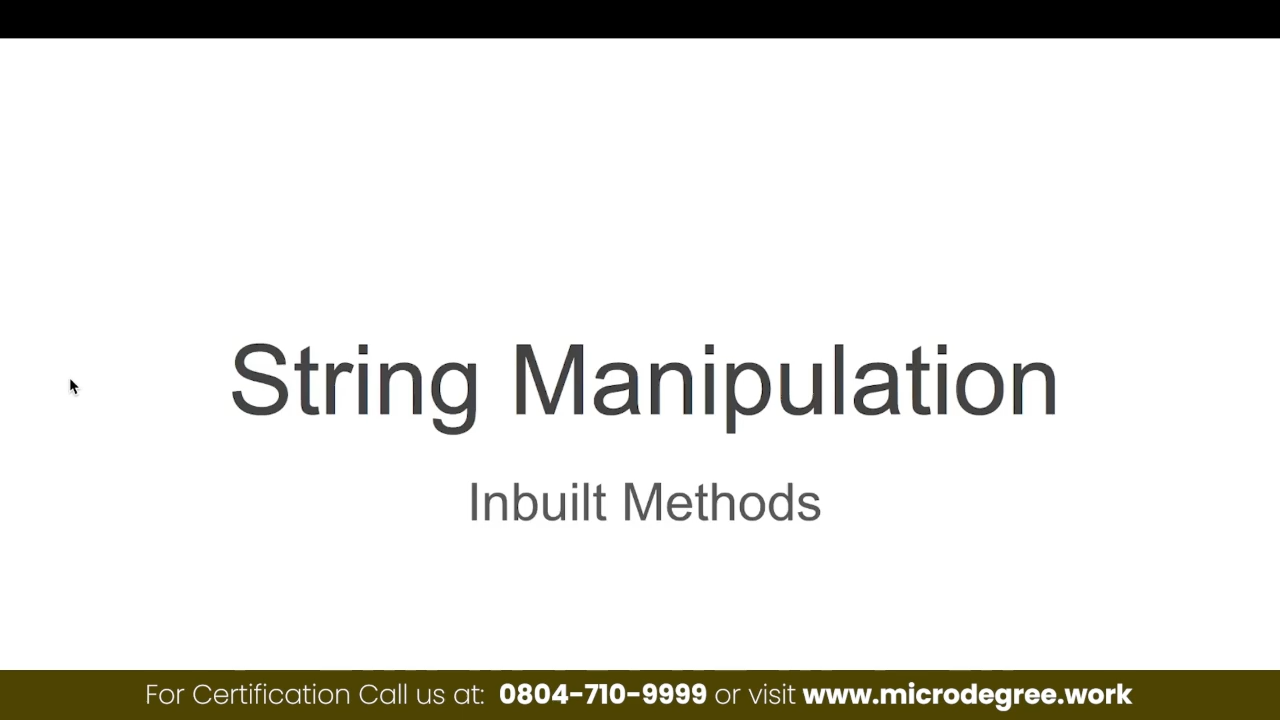 String Manipulation
Inbuilt Methods
For Certification Call us at: 0804-710-9999 or visit www.microdegree.work